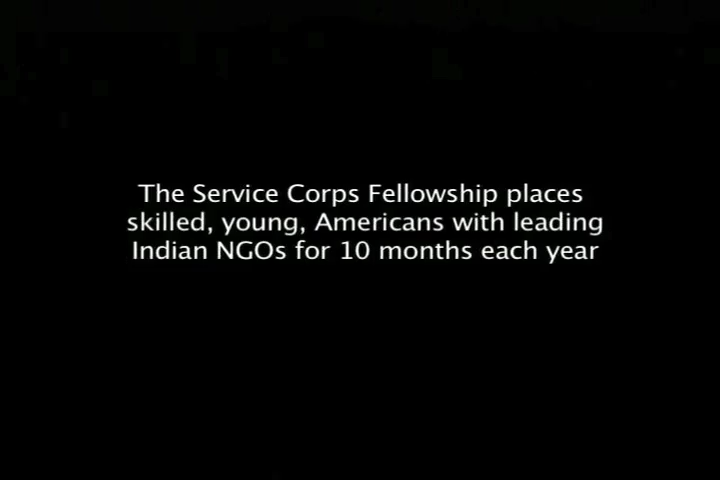 The Service Corps Fellowship places
skilled, young, Americans with leading
Indian NGOs for 10 months each year